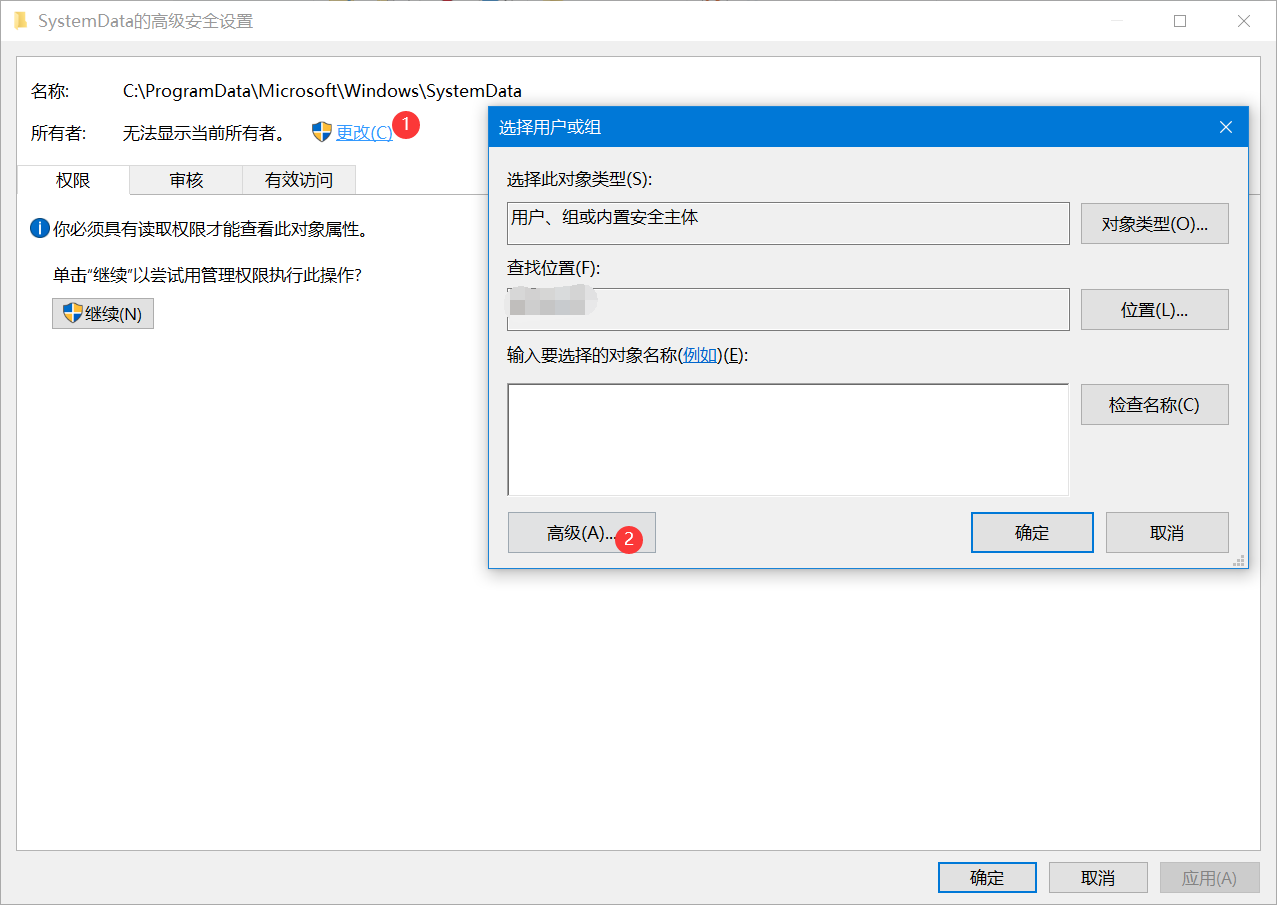 SystemData的高级安全设置
名称: C:\ProgramData\Microsoft\Windows\SystemData
所有者: 无法显示当前所有者。 更改(C) 1
权限 审核 有效访问
你必须具有读取权限才能查看此对象属性。
单击“继续”以尝试用管理权限执行此操作?
继续(N)
选择用户或组
选择此对象类型(S):
用户、组或内置安全主体 对象类型(O)...
查找位置(F):
位置(L)...
输入要选择的对象名称(例如)(E):
检查名称(C)
高级(A)... 2 确定 取消
确定 取消 应用(A)